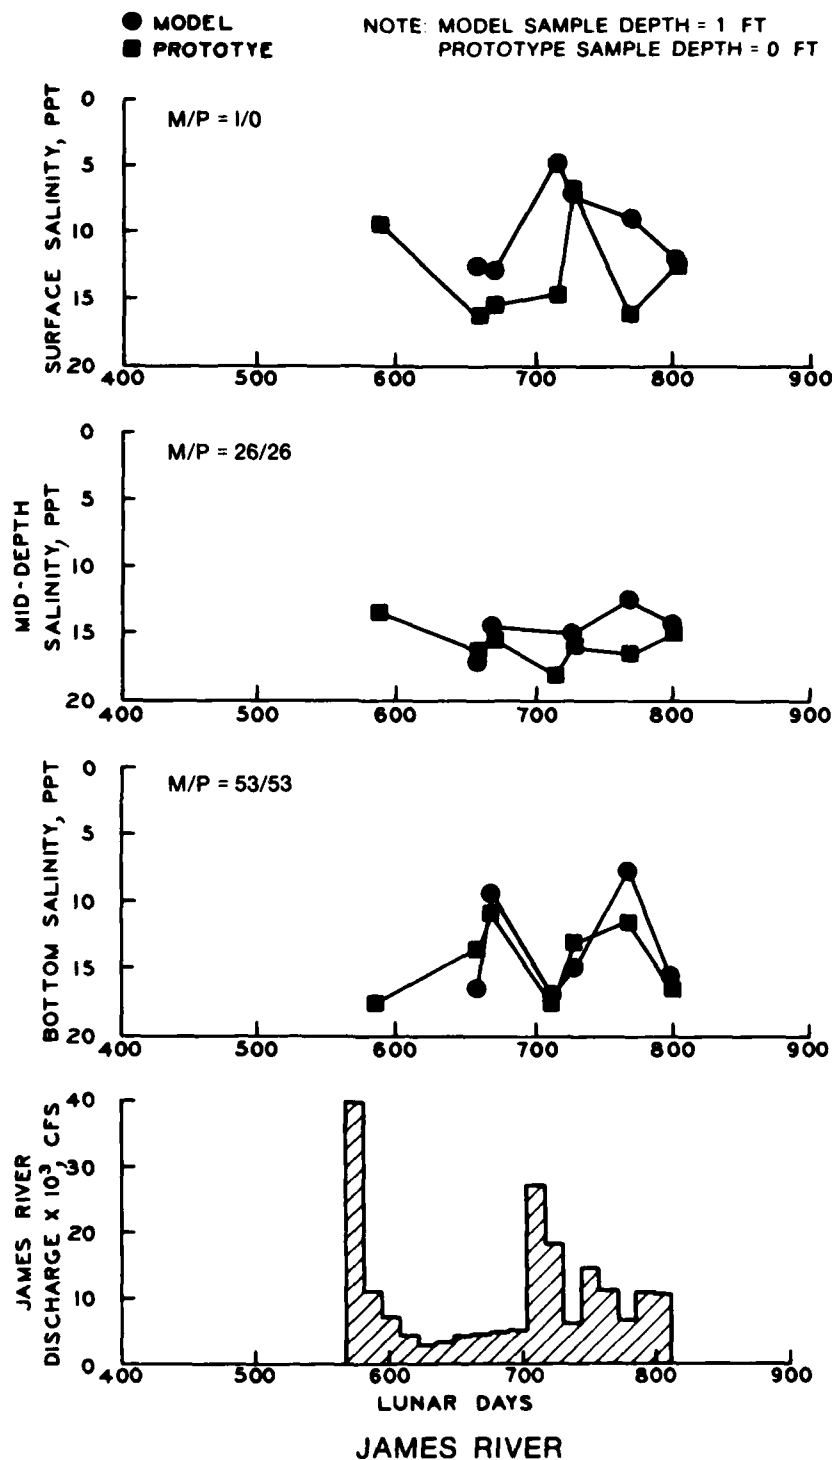 MODEL
PROTOTYE
NOTE: MODEL SAMPLE DEPTH = 1 FT
PROTOTYPE SAMPLE DEPTH = 0 FT
SURFACE SALINITY, PPT
0
5
10
15
20
M/P = I/0
400 500 600 700 800 900
MID-DEPTH
SALINITY, PPT
0
5
10
15
20
M/P = 26/26
400 500 600 700 800 900
BOTTOM SALINITY, PPT
0
5
10
15
20
M/P = 53/53
400 500 600 700 800 900
JAMES RIVER
DISCHARGE X 10³, CFS
40
30
20
10
0
400 500 600 700 800 900
LUNAR DAYS
JAMES RIVER